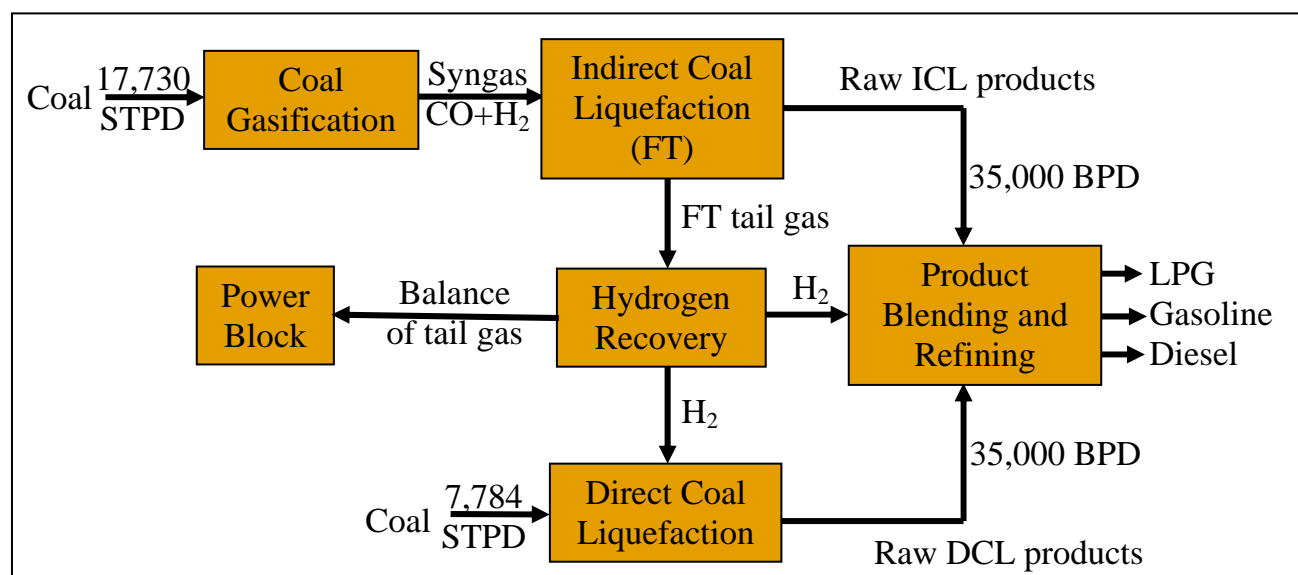 Coal
17,730
STPD
Coal
Gasification
Syngas
CO+H₂
Indirect Coal
Liquefaction
(FT)
Raw ICL products
35,000 BPD
FT tail gas
Power
Block
Balance
of tail gas
Hydrogen
Recovery
H₂
Product
Blending and
Refining
LPG
Gasoline
Diesel
H₂
Coal
7,784
STPD
Direct Coal
Liquefaction
35,000 BPD
Raw DCL products